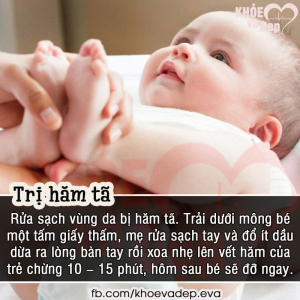 KHỎE
Đẹp
Trị hăm tã
Rửa sạch vùng da bị hăm tã. Trải dưới mông bé
một tấm giấy thấm, mẹ rửa sạch tay và đổ ít dầu
dừa ra lòng bàn tay rồi xoa nhẹ lên vết hăm của
trẻ chừng 10 – 15 phút, hôm sau bé sẽ đỡ ngay.
fb.com/khoevadep.eva